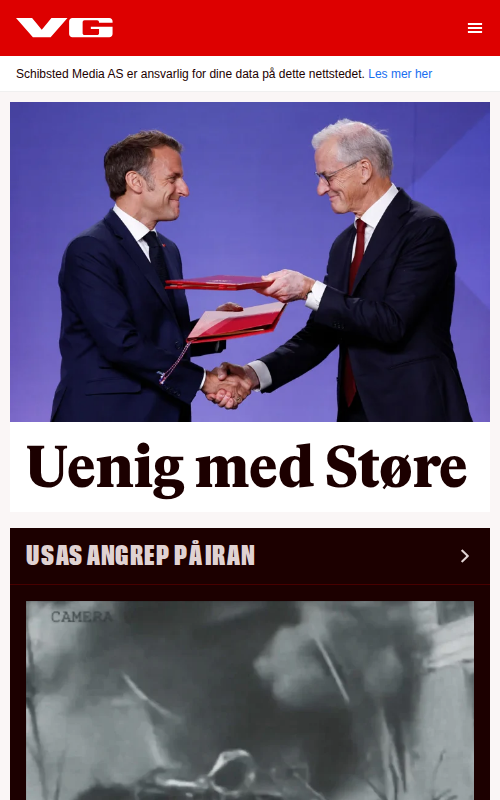 VG
Schibsted Media AS er ansvarlig for dine data på dette nettstedet. Les mer her
Uenig med Støre
USAS ANGREP PÅ IRAN
CAMERA